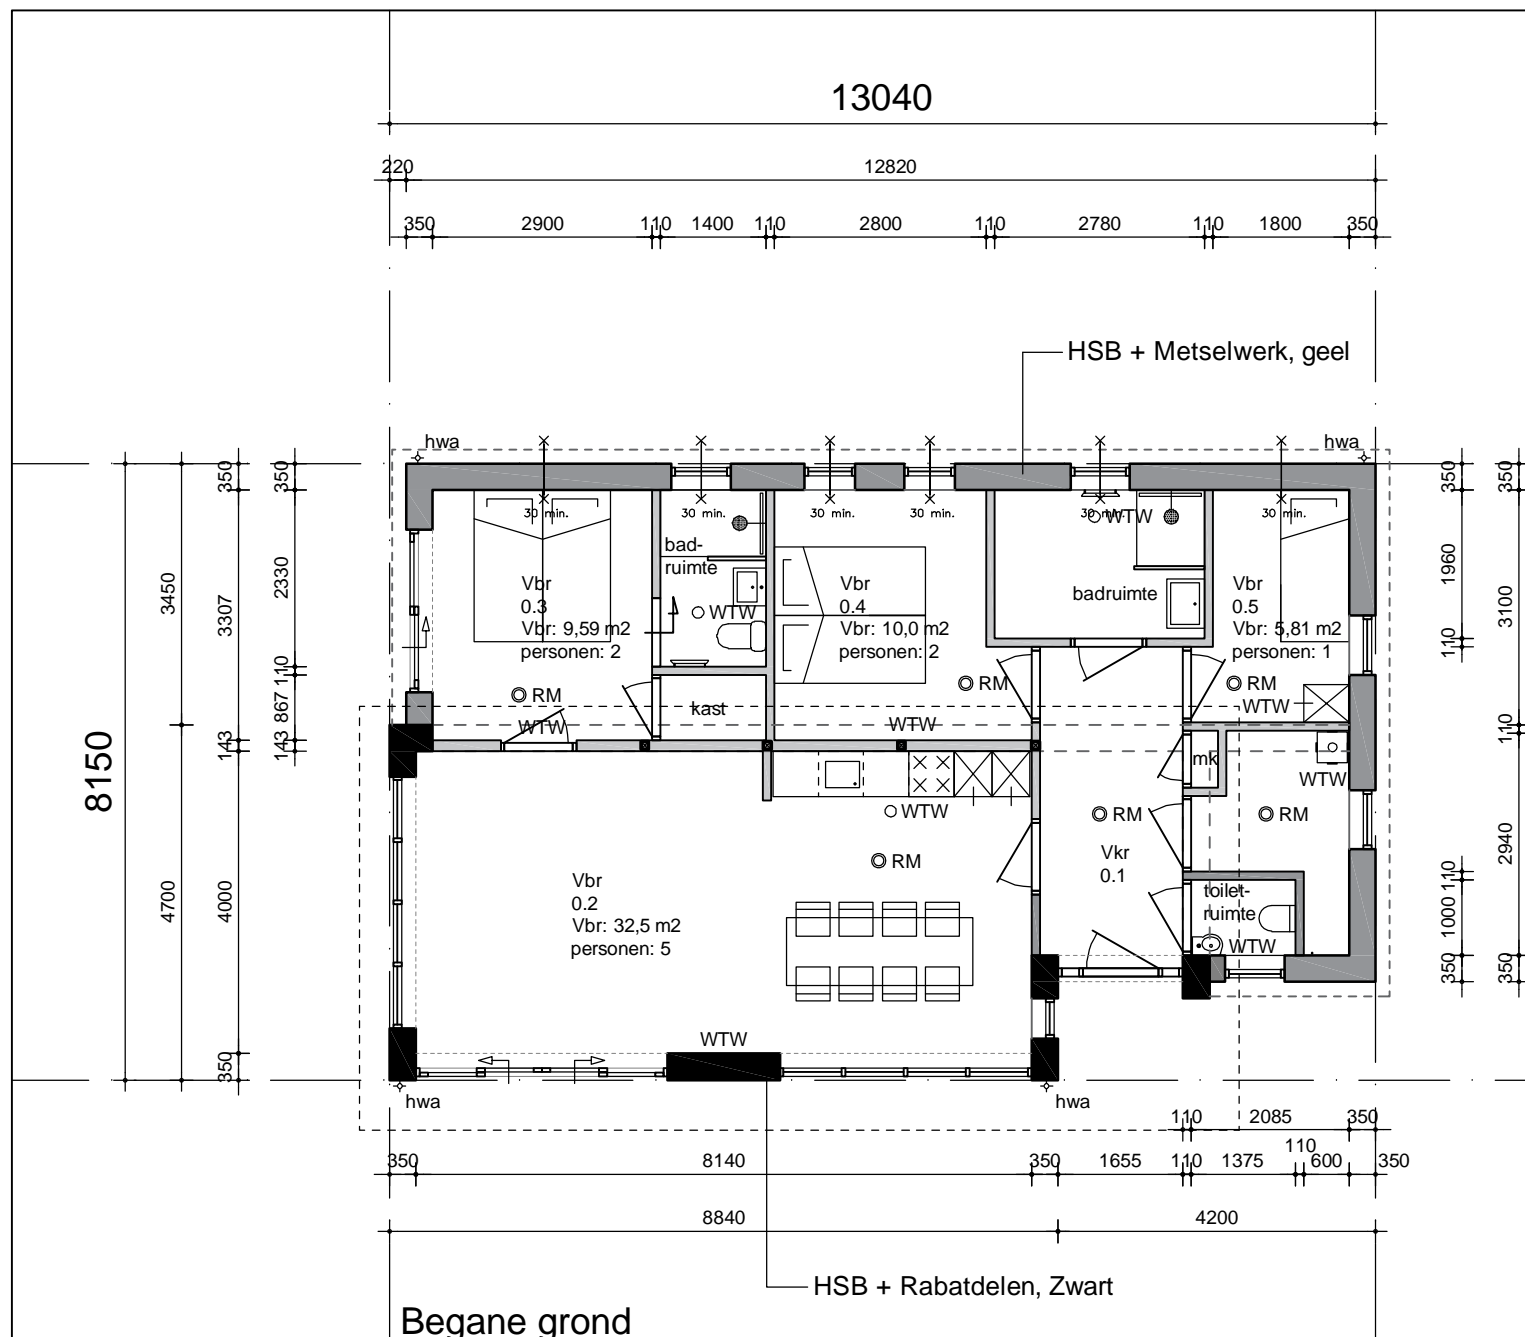 13040
220 12820
350 2900 110 1400 110 2800 110 2780 110 1800 350
HSB + Metselwerk, geel
hwa hwa
30 min. 30 min. 30 min. 30 min. 30 min. 30 min.
WTW
bad-
ruimte
Vbr
0.3
Vbr: 9,59 m2
personen: 2
WTW
Vbr
0.4
Vbr: 10,0 m2
personen: 2
badruimte
Vbr
0.5
Vbr: 5,81 m2
personen: 1
RM
WTW
kast
RM
WTW
RM
WTW
mk
WTW
WTW
RM
RM
RM
Vkr
0.1
Vbr
0.2
Vbr: 32,5 m2
personen: 5
toilet-
ruimte
WTW
WTW
hwa hwa
8150
3450
4700
350
3307
143
4000
350
350
2330
110
867
143
350
1960
110
110
1000
350
350
3100
110
2940
350
110 2085 350
350 8140 350 1655 110 1375 110 600 350
8840 4200
HSB + Rabatdelen, Zwart
Begane grond